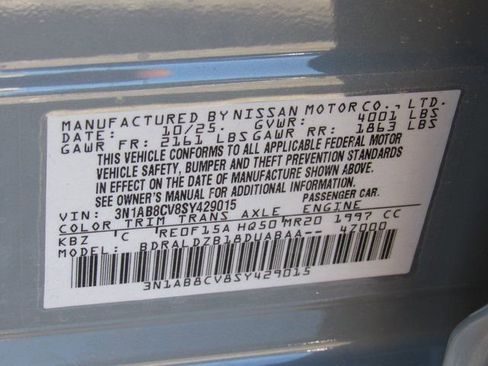 MANUFACTURED BY NISSAN MOTOR CO., LTD.
DATE: 10/25. GVWR: 4001 LBS
GAWR FR: 2161 LBS GAWR RR: 1863 LBS
THIS VEHICLE CONFORMS TO ALL APPLICABLE FEDERAL MOTOR
VEHICLE SAFETY, BUMPER AND THEFT PREVENTION STANDARDS
IN EFFECT ON THE DATE OF MANUFACTURE SHOWN ABOVE.
SEE OWNER'S MANUAL FOR ADDITIONAL INFORMATION.
VIN: 3N1AB8CV8SY429015 PASSENGER CAR.
COLOR TRIM TRANS AXLE ENGINE
KBZ C RE0F15A HQ50 MR20 1997 CC
MODEL: BDRALDZB18DUABAA-- 47000
3N1AB8CV8SY429015